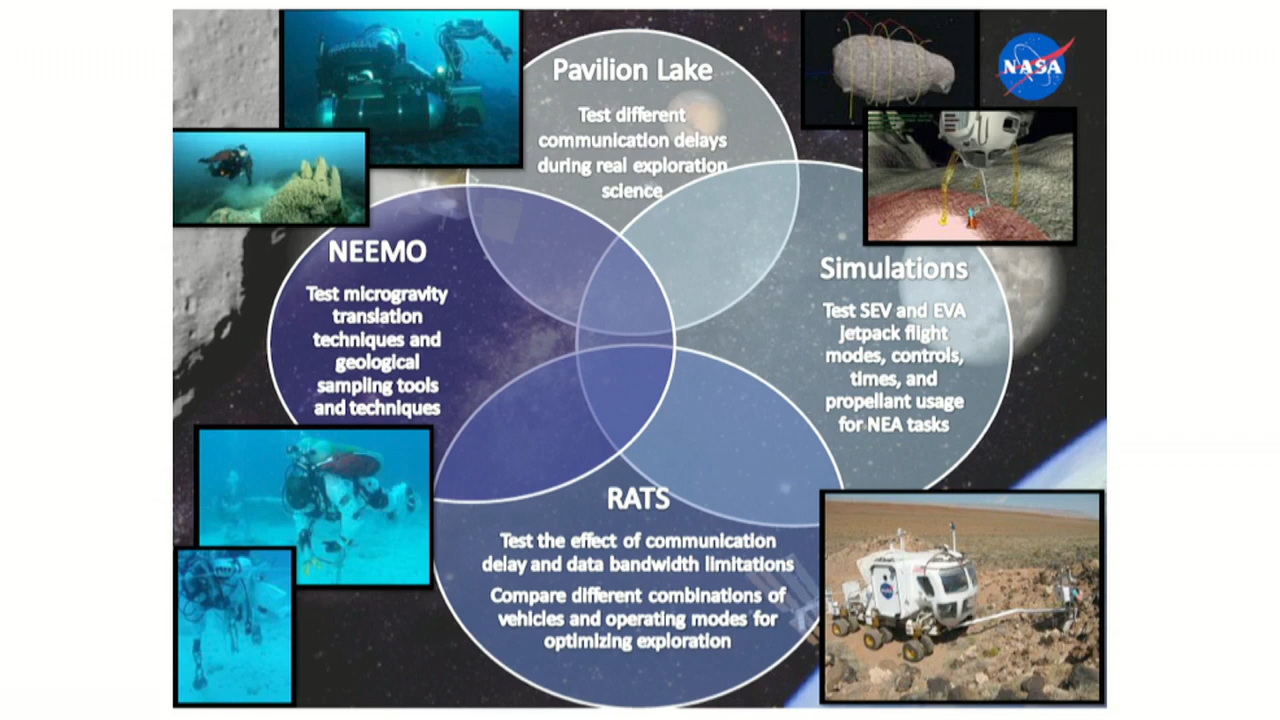 Pavilion Lake
Test different
communication delays
during real exploration
science
NASA
NEEMO
Test microgravity
translation
techniques and
geological
sampling tools
and techniques
Simulations
Test SEV and EVA
jetpack flight
modes, controls,
times, and
propellant usage
for NEA tasks
RATS
Test the effect of communication
delay and data bandwidth limitations
Compare different combinations of
vehicles and operating modes for
optimizing exploration